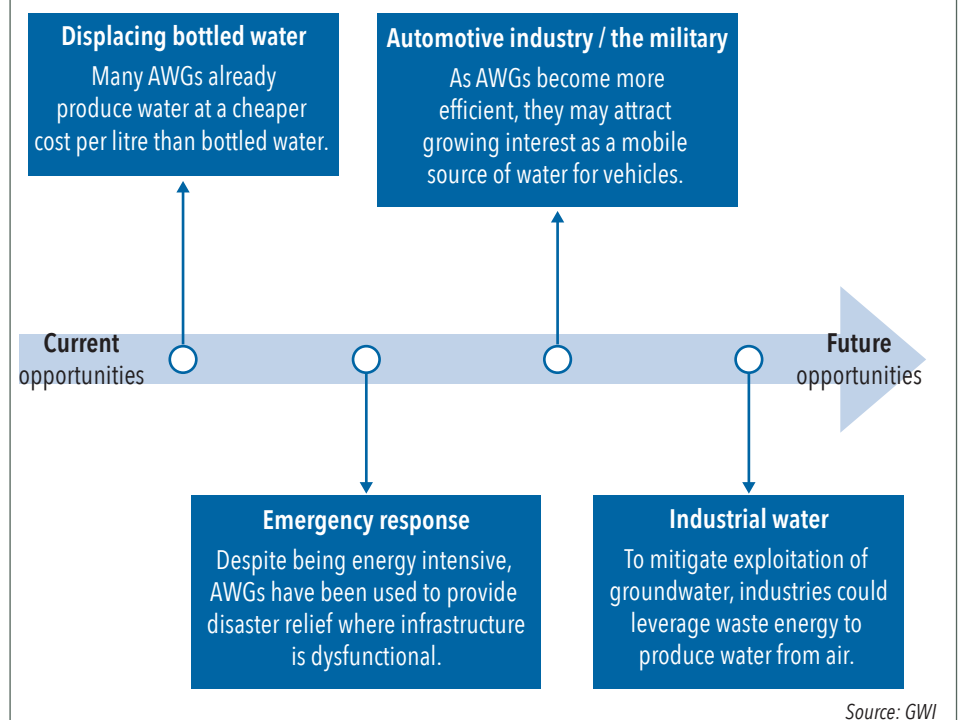 Displacing bottled water
Many AWGs already
produce water at a cheaper
cost per litre than bottled water.
Automotive industry / the military
As AWGs become more
efficient, they may attract
growing interest as a mobile
source of water for vehicles.
Current
opportunities
Future
opportunities
Emergency response
Despite being energy intensive,
AWGs have been used to provide
disaster relief where infrastructure
is dysfunctional.
Industrial water
To mitigate exploitation of
groundwater, industries could
leverage waste energy to
produce water from air.
Source: GWI